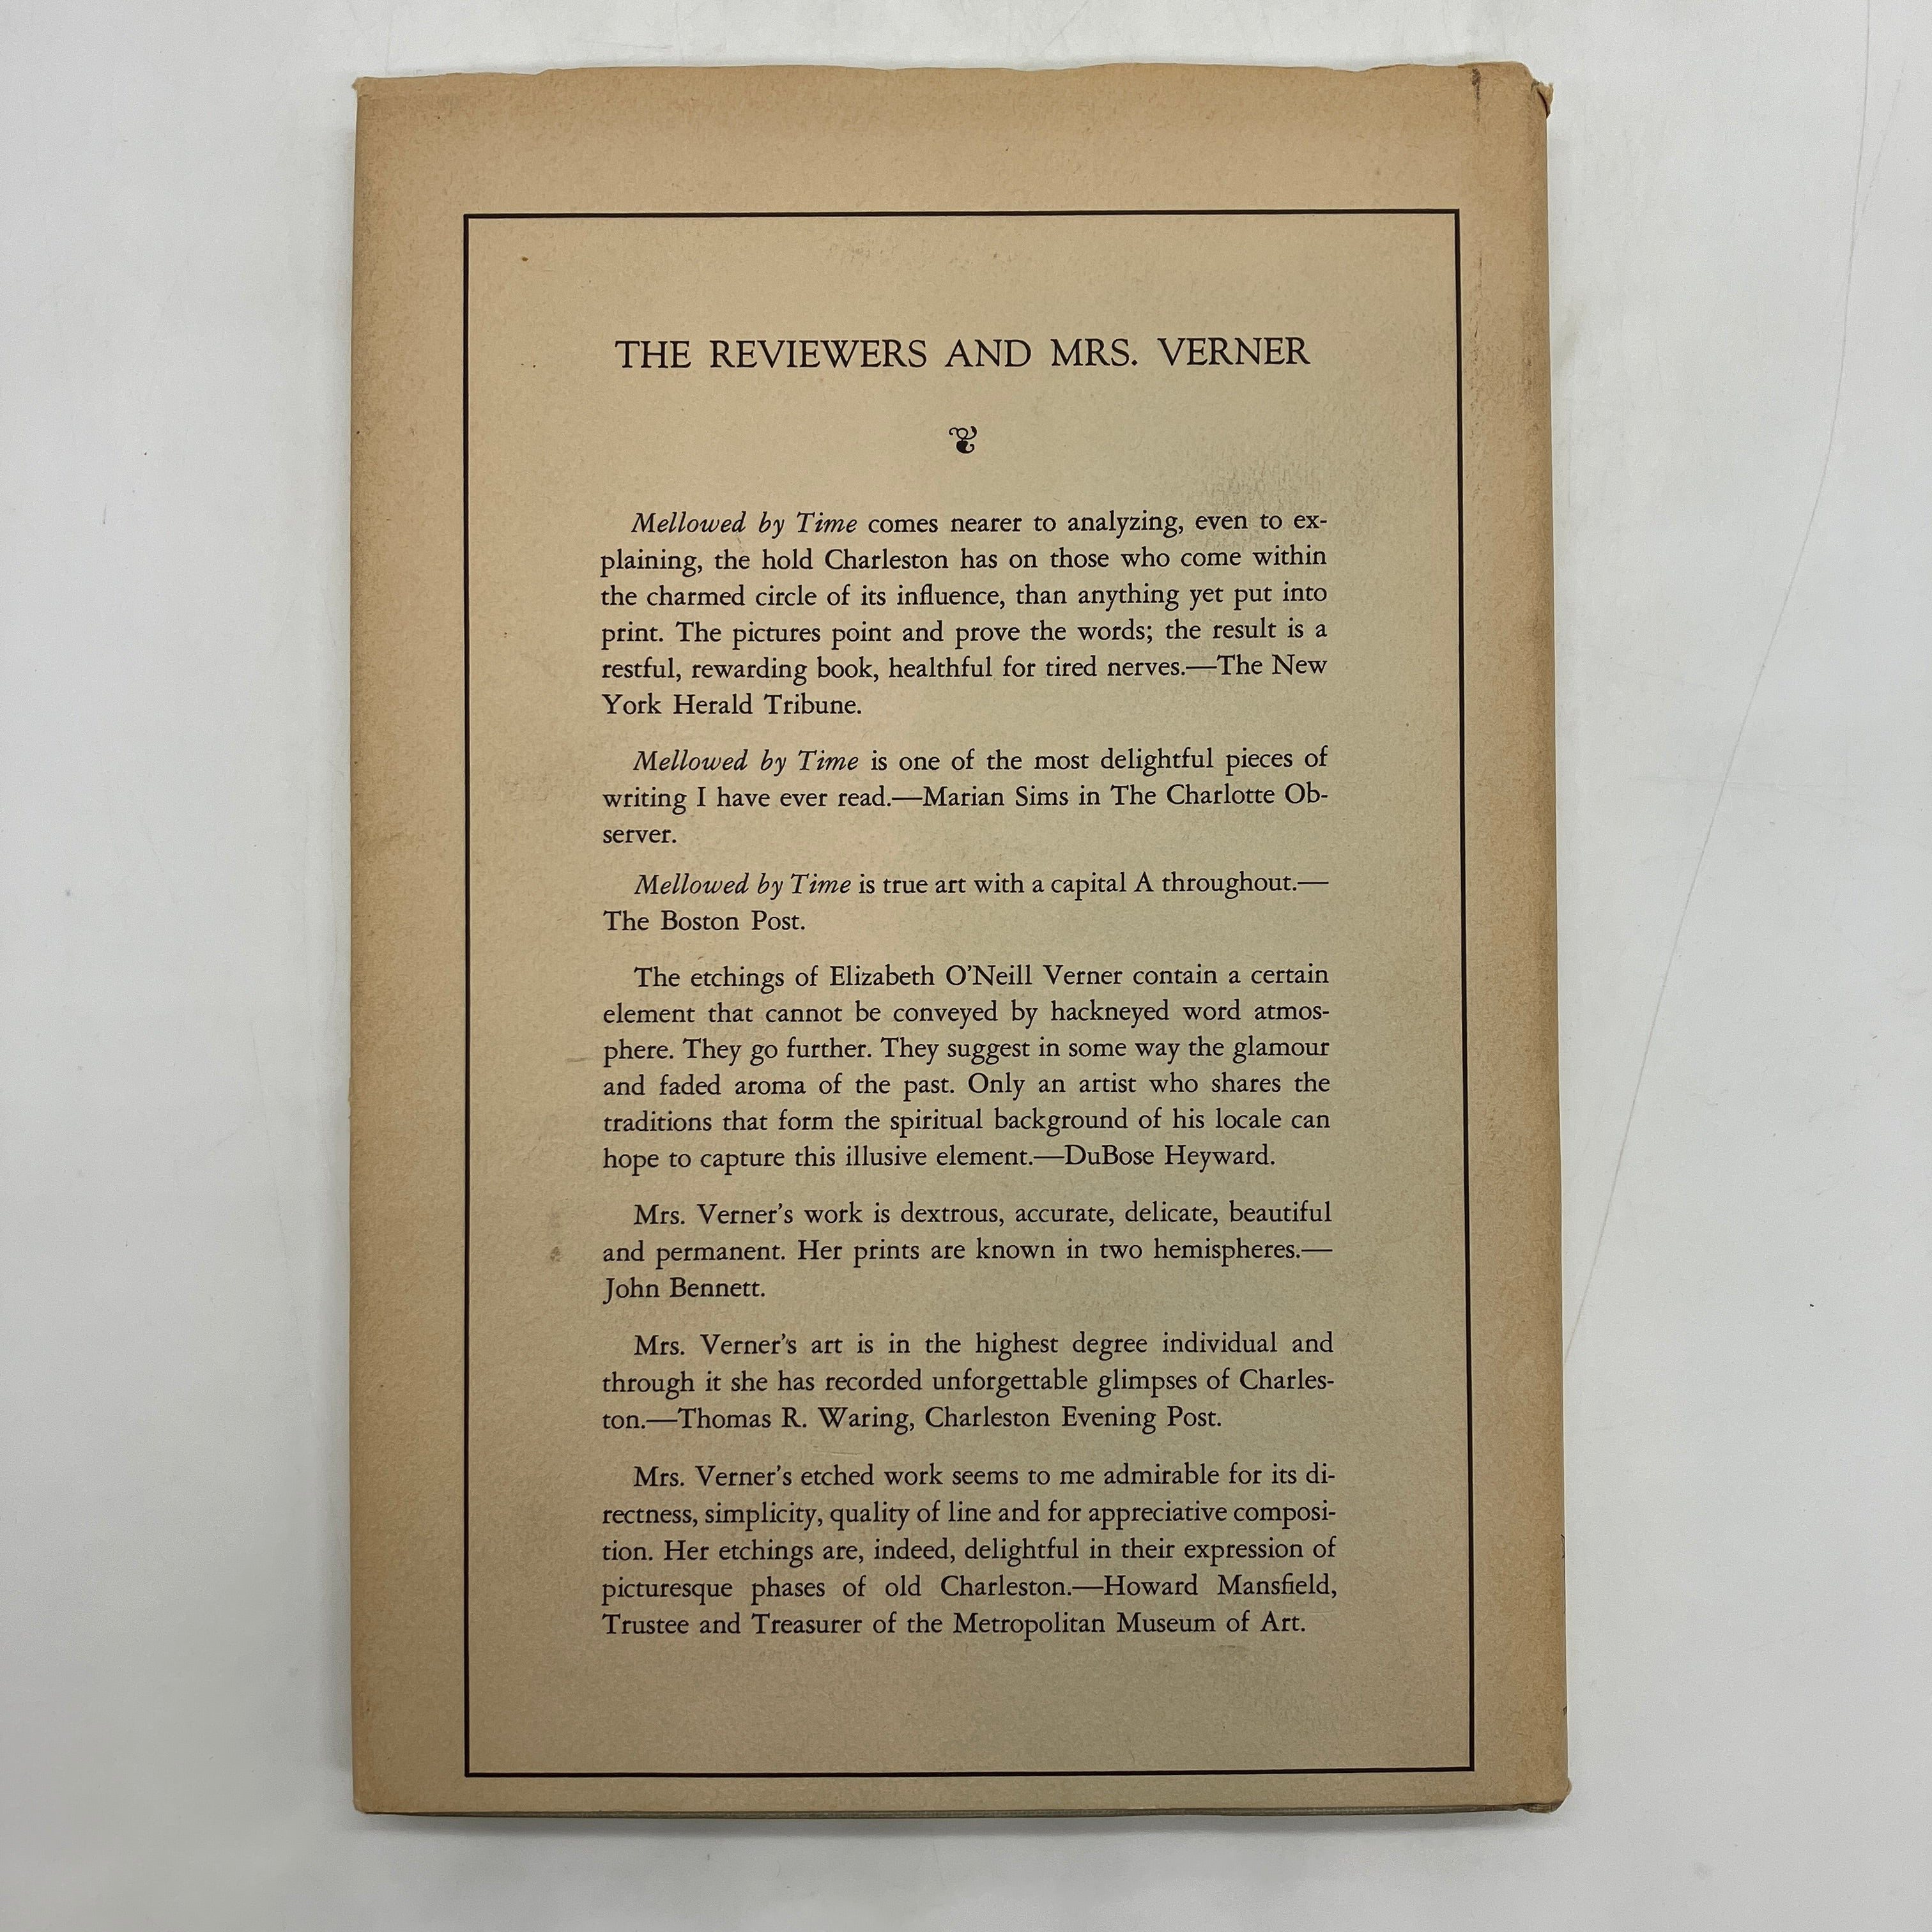 THE REVIEWERS AND MRS. VERNER
Mellowed by Time comes nearer to analyzing, even to ex-
plaining, the hold Charleston has on those who come within
the charmed circle of its influence, than anything yet put into
print. The pictures point and prove the words; the result is a
restful, rewarding book, healthful for tired nerves.—The New
York Herald Tribune.
Mellowed by Time is one of the most delightful pieces of
writing I have ever read.—Marian Sims in The Charlotte Ob-
server.
Mellowed by Time is true art with a capital A throughout.—
The Boston Post.
The etchings of Elizabeth O'Neill Verner contain a certain
element that cannot be conveyed by hackneyed word atmos-
phere. They go further. They suggest in some way the glamour
and faded aroma of the past. Only an artist who shares the
traditions that form the spiritual background of his locale can
hope to capture this illusive element.—DuBose Heyward.
Mrs. Verner's work is dextrous, accurate, delicate, beautiful
and permanent. Her prints are known in two hemispheres.—
John Bennett.
Mrs. Verner's art is in the highest degree individual and
through it she has recorded unforgettable glimpses of Charles-
ton.—Thomas R. Waring, Charleston Evening Post.
Mrs. Verner's etched work seems to me admirable for its di-
rectness, simplicity, quality of line and for appreciative composi-
tion. Her etchings are, indeed, delightful in their expression of
picturesque phases of old Charleston.—Howard Mansfield,
Trustee and Treasurer of the Metropolitan Museum of Art.